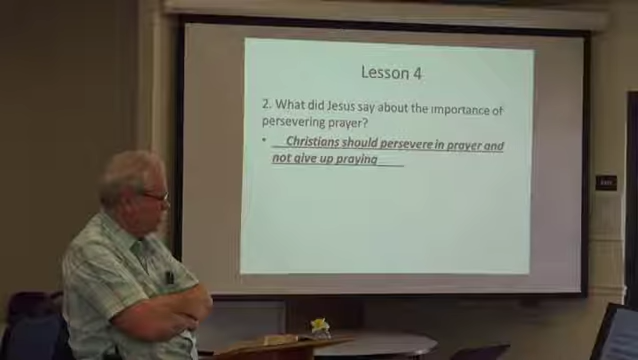 Lesson 4
2. What did Jesus say about the importance of
persevering prayer?
• Christians should persevere in prayer and
not give up praying